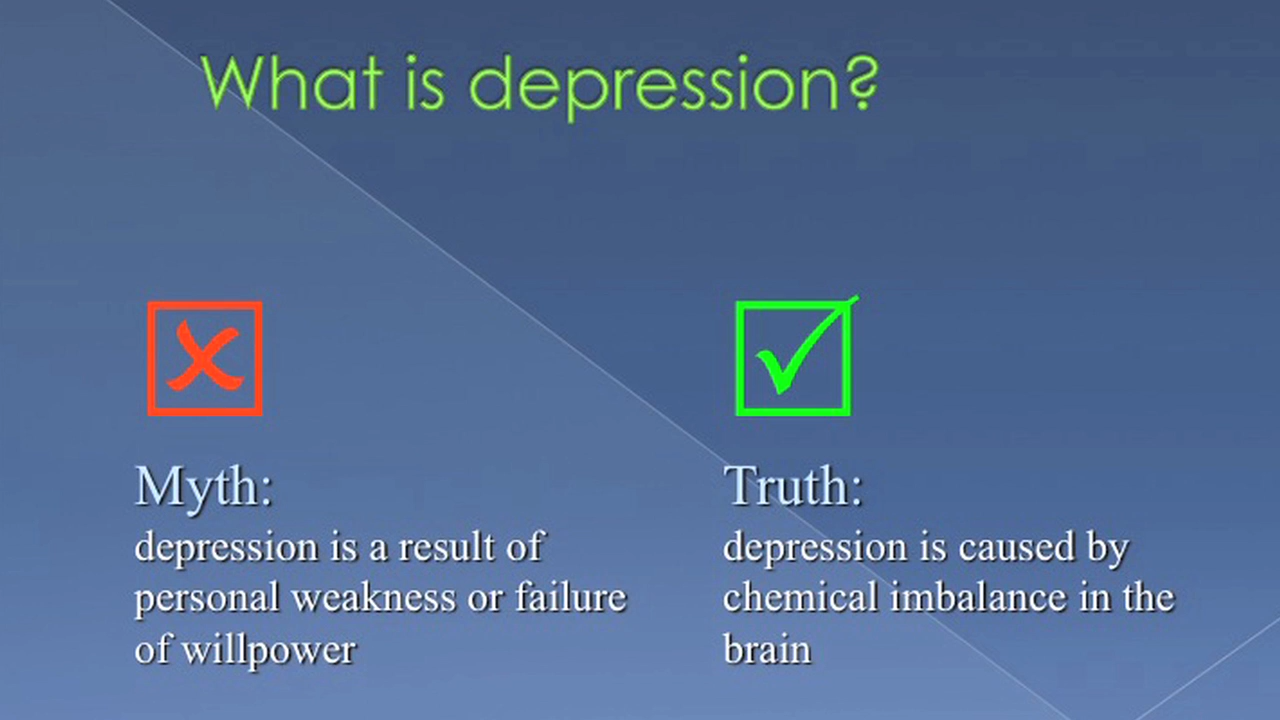 What is depression?
Myth:
depression is a result of
personal weakness or failure
of willpower
Truth:
depression is caused by
chemical imbalance in the
brain